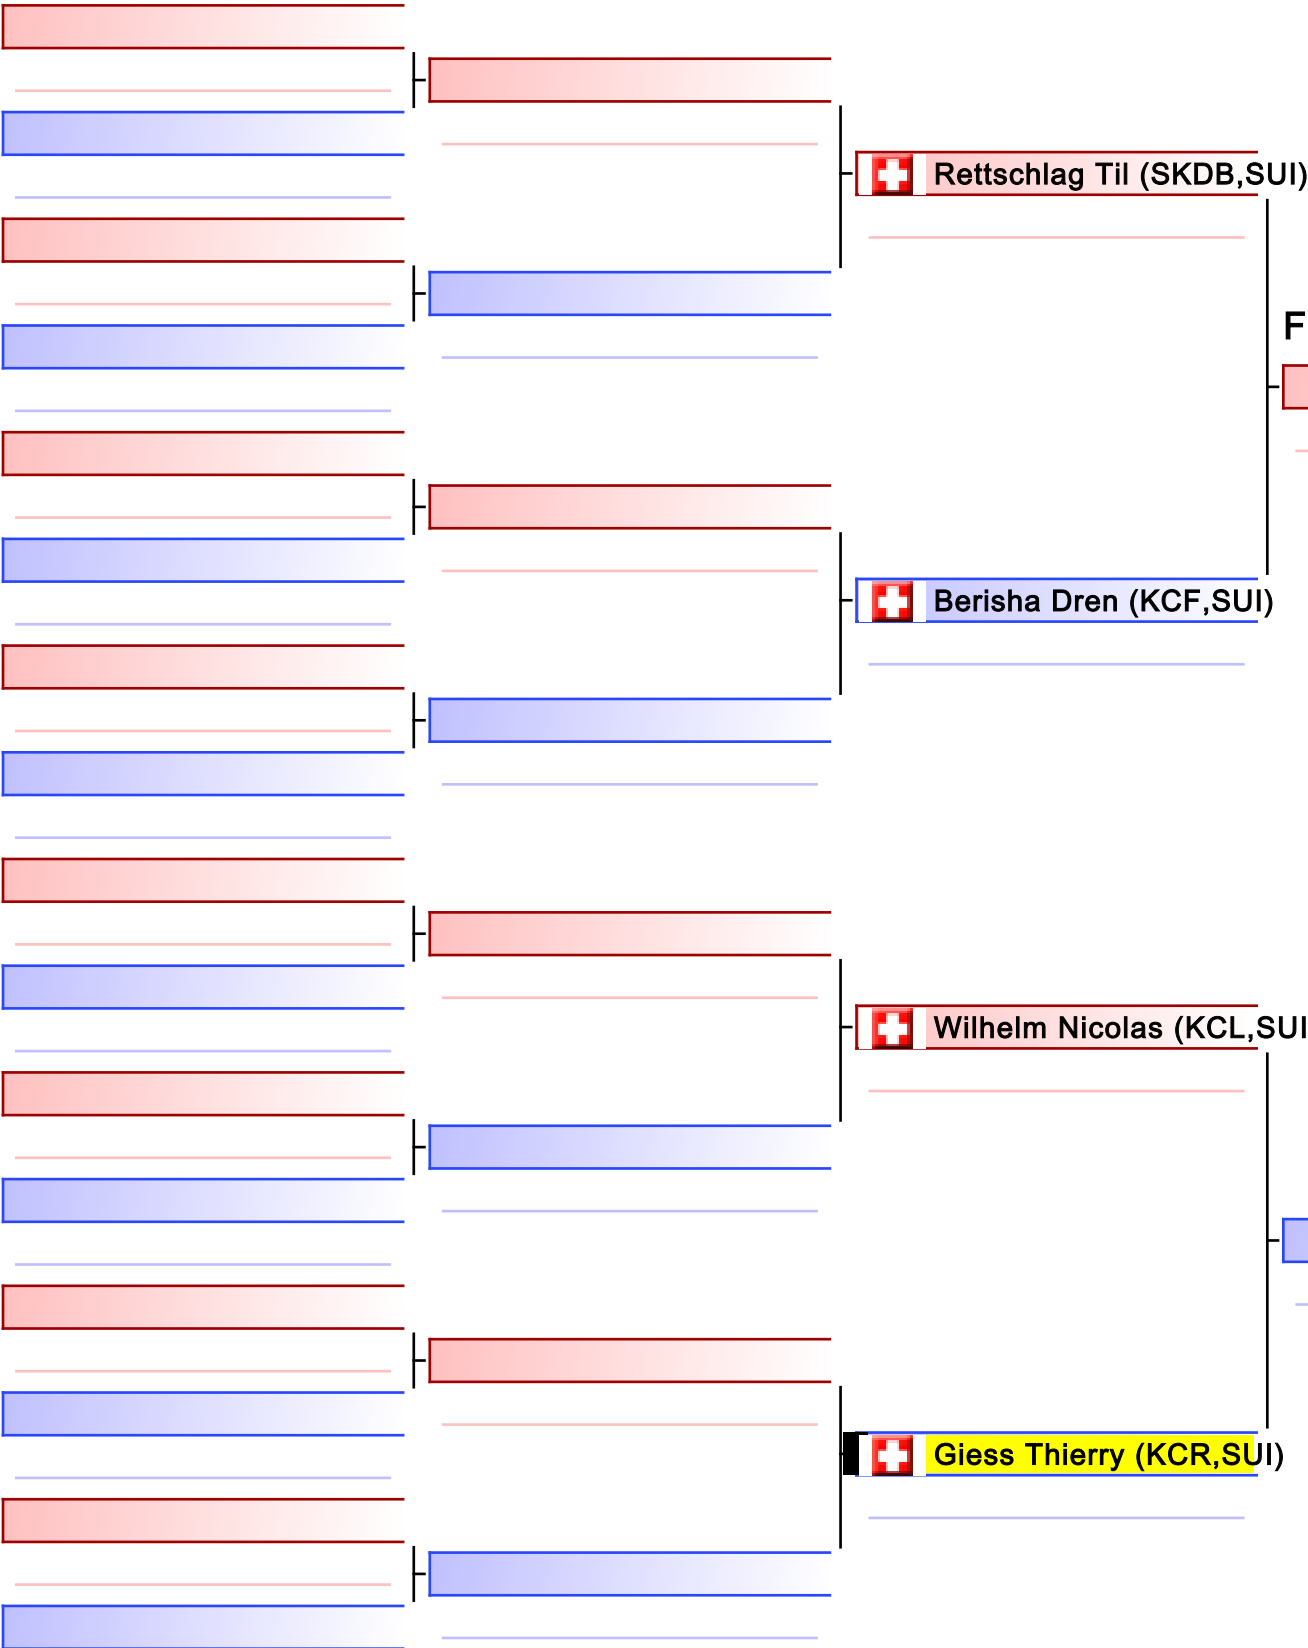 Rettschlag Til (SKDB,SUI)
F
Berisha Dren (KCF,SUI)
Wilhelm Nicolas (KCL,SUI
Giess Thierry (KCR,SUI)